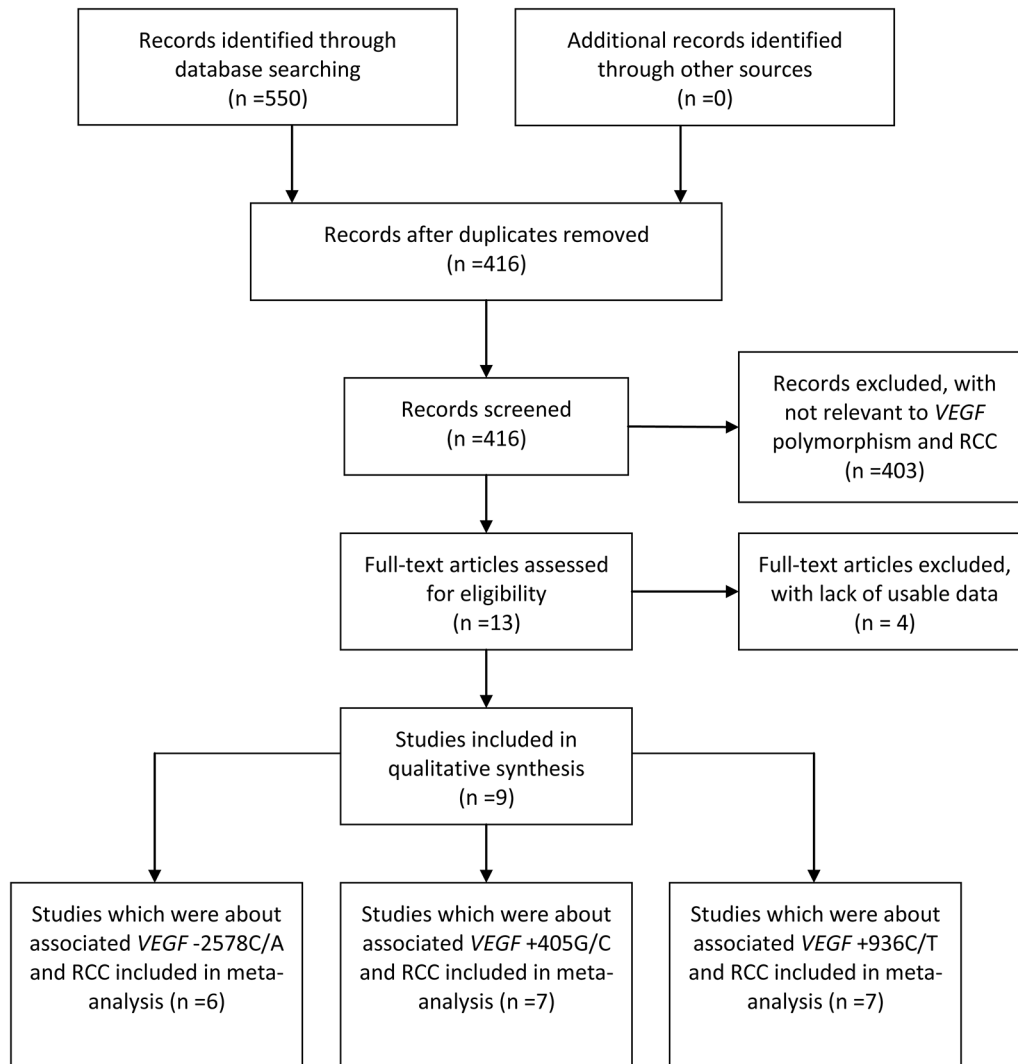 Records identified through
database searching
(n =550)
Additional records identified
through other sources
(n =0)
Records after duplicates removed
(n =416)
Records screened
(n =416)
Records excluded, with
not relevant to VEGF
polymorphism and RCC
(n =403)
Full-text articles assessed
for eligibility
(n =13)
Full-text articles excluded,
with lack of usable data
(n = 4)
Studies included in
qualitative synthesis
(n =9)
Studies which were about
associated VEGF -2578C/A
and RCC included in meta-
analysis (n =6)
Studies which were about
associated VEGF +405G/C
and RCC included in meta-
analysis (n =7)
Studies which were about
associated VEGF +936C/T
and RCC included in meta-
analysis (n =7)